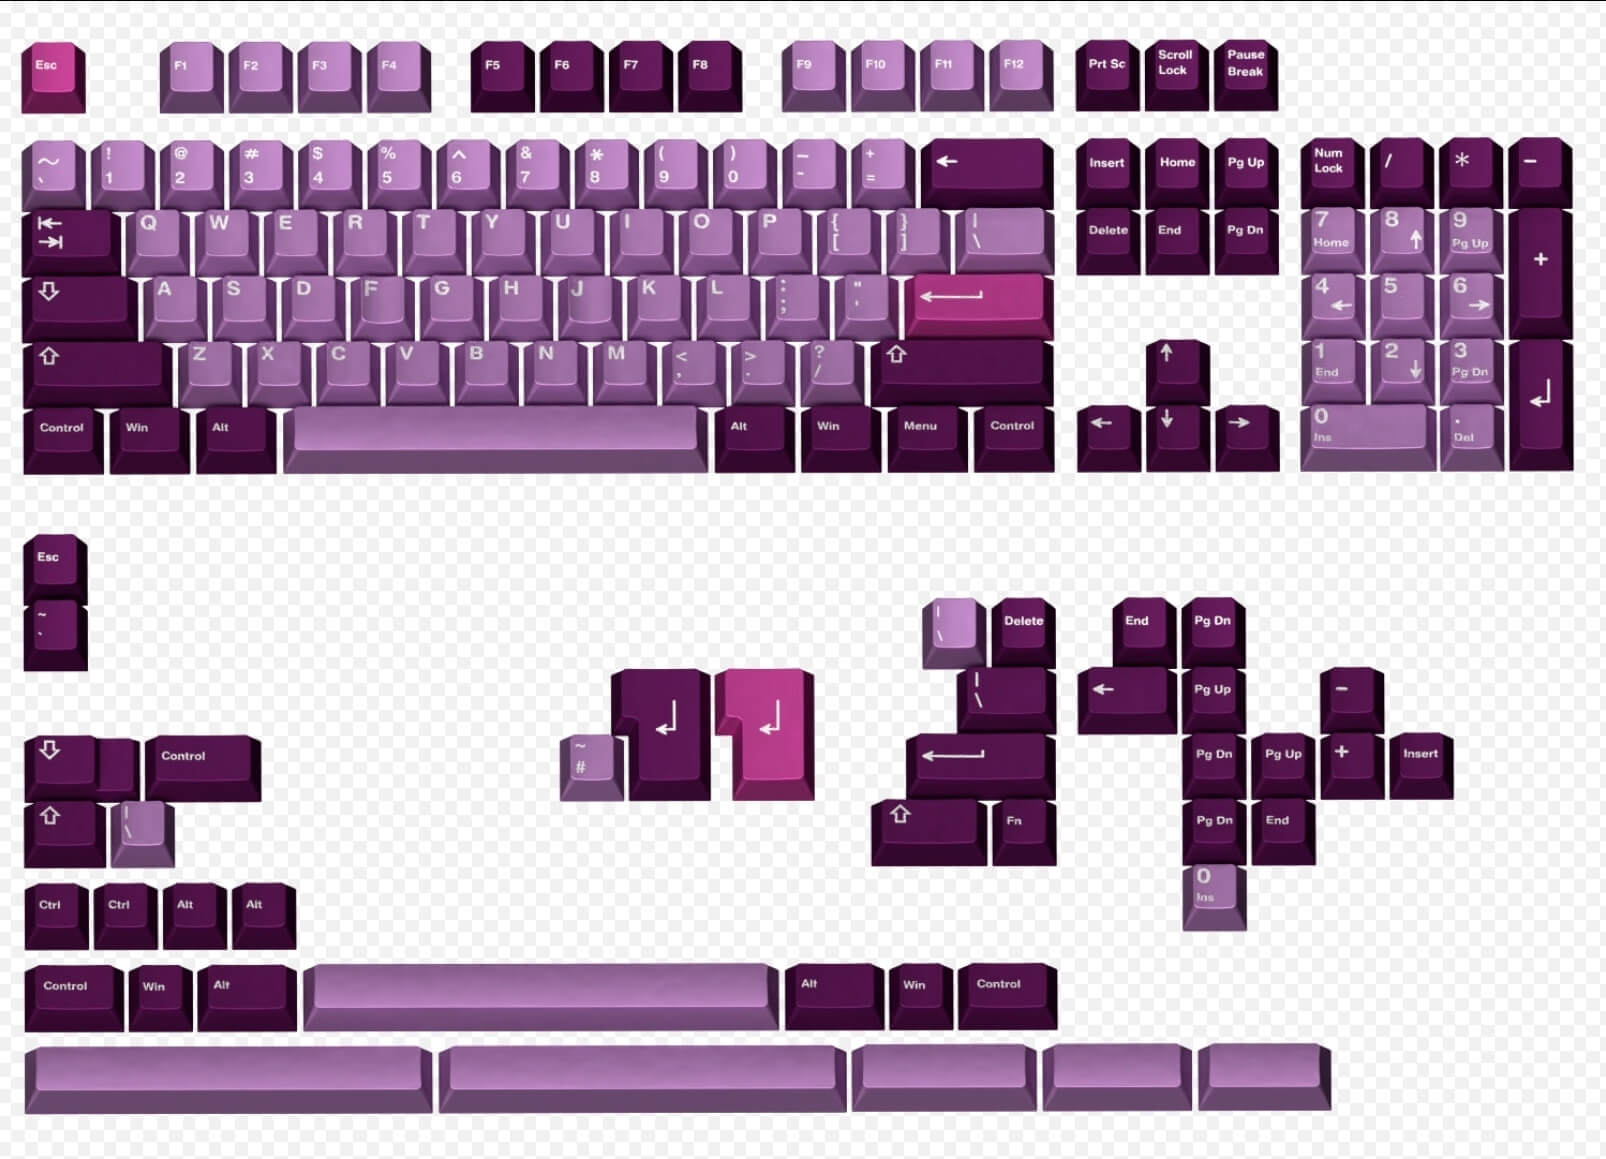 Esc F1 F2 F3 F4 F5 F6 F7 F8 F9 F10 F11 F12 Prt Sc Scroll Lock Pause Break
~ ! @ # $ % ^ & * ( ) _ + ← Insert Home Pg Up Num Lock / * -
` 1 2 3 4 5 6 7 8 9 0 - =
Q W E R T Y U I O P { } | Delete End Pg Dn 7 8 9 +
[ ] \ Home ↑ Pg Up
A S D F G H J K L : " 4 5 6
; ' ← →
Z X C V B N M < > ? ↑ 1 2 3
, . / End ↓ Pg Dn
Control Win Alt Alt Win Menu Control ← ↓ → 0 .
Ins Del
Esc
~
`
| Delete End Pg Dn
\
| ← Pg Up -
\
Control ~ Pg Dn Pg Up + Insert
#
| Fn Pg Dn End
\
0
Ins
Ctrl Ctrl Alt Alt
Control Win Alt Alt Win Control